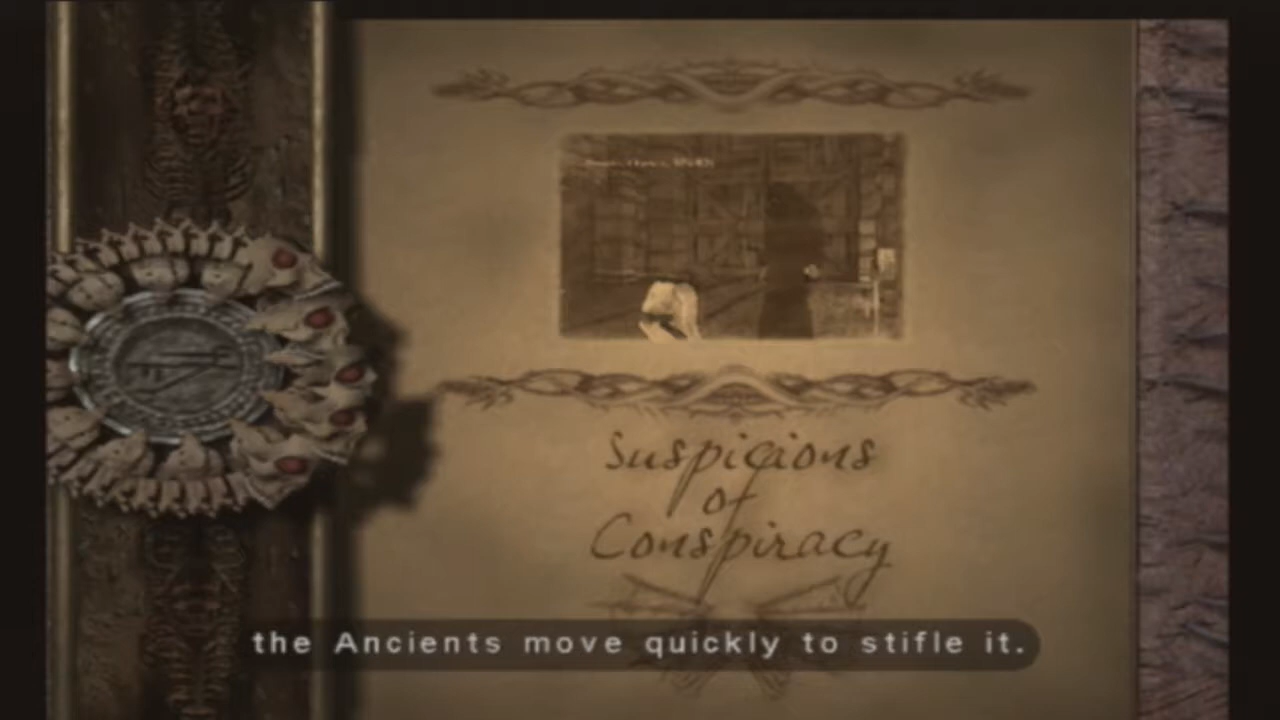 Suspicions
of
Conspiracy
the Ancients move quickly to stifle it.